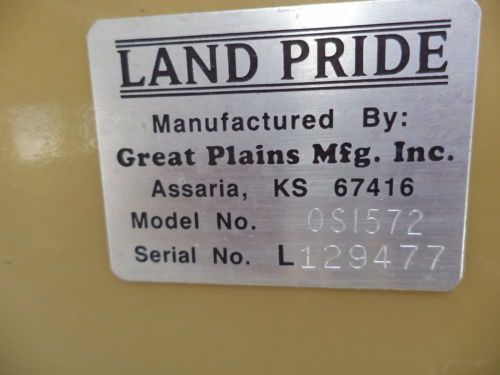 LAND PRIDE
Manufactured By:
Great Plains Mfg. Inc.
Assaria, KS 67416
Model No. OS1572
Serial No. L129477